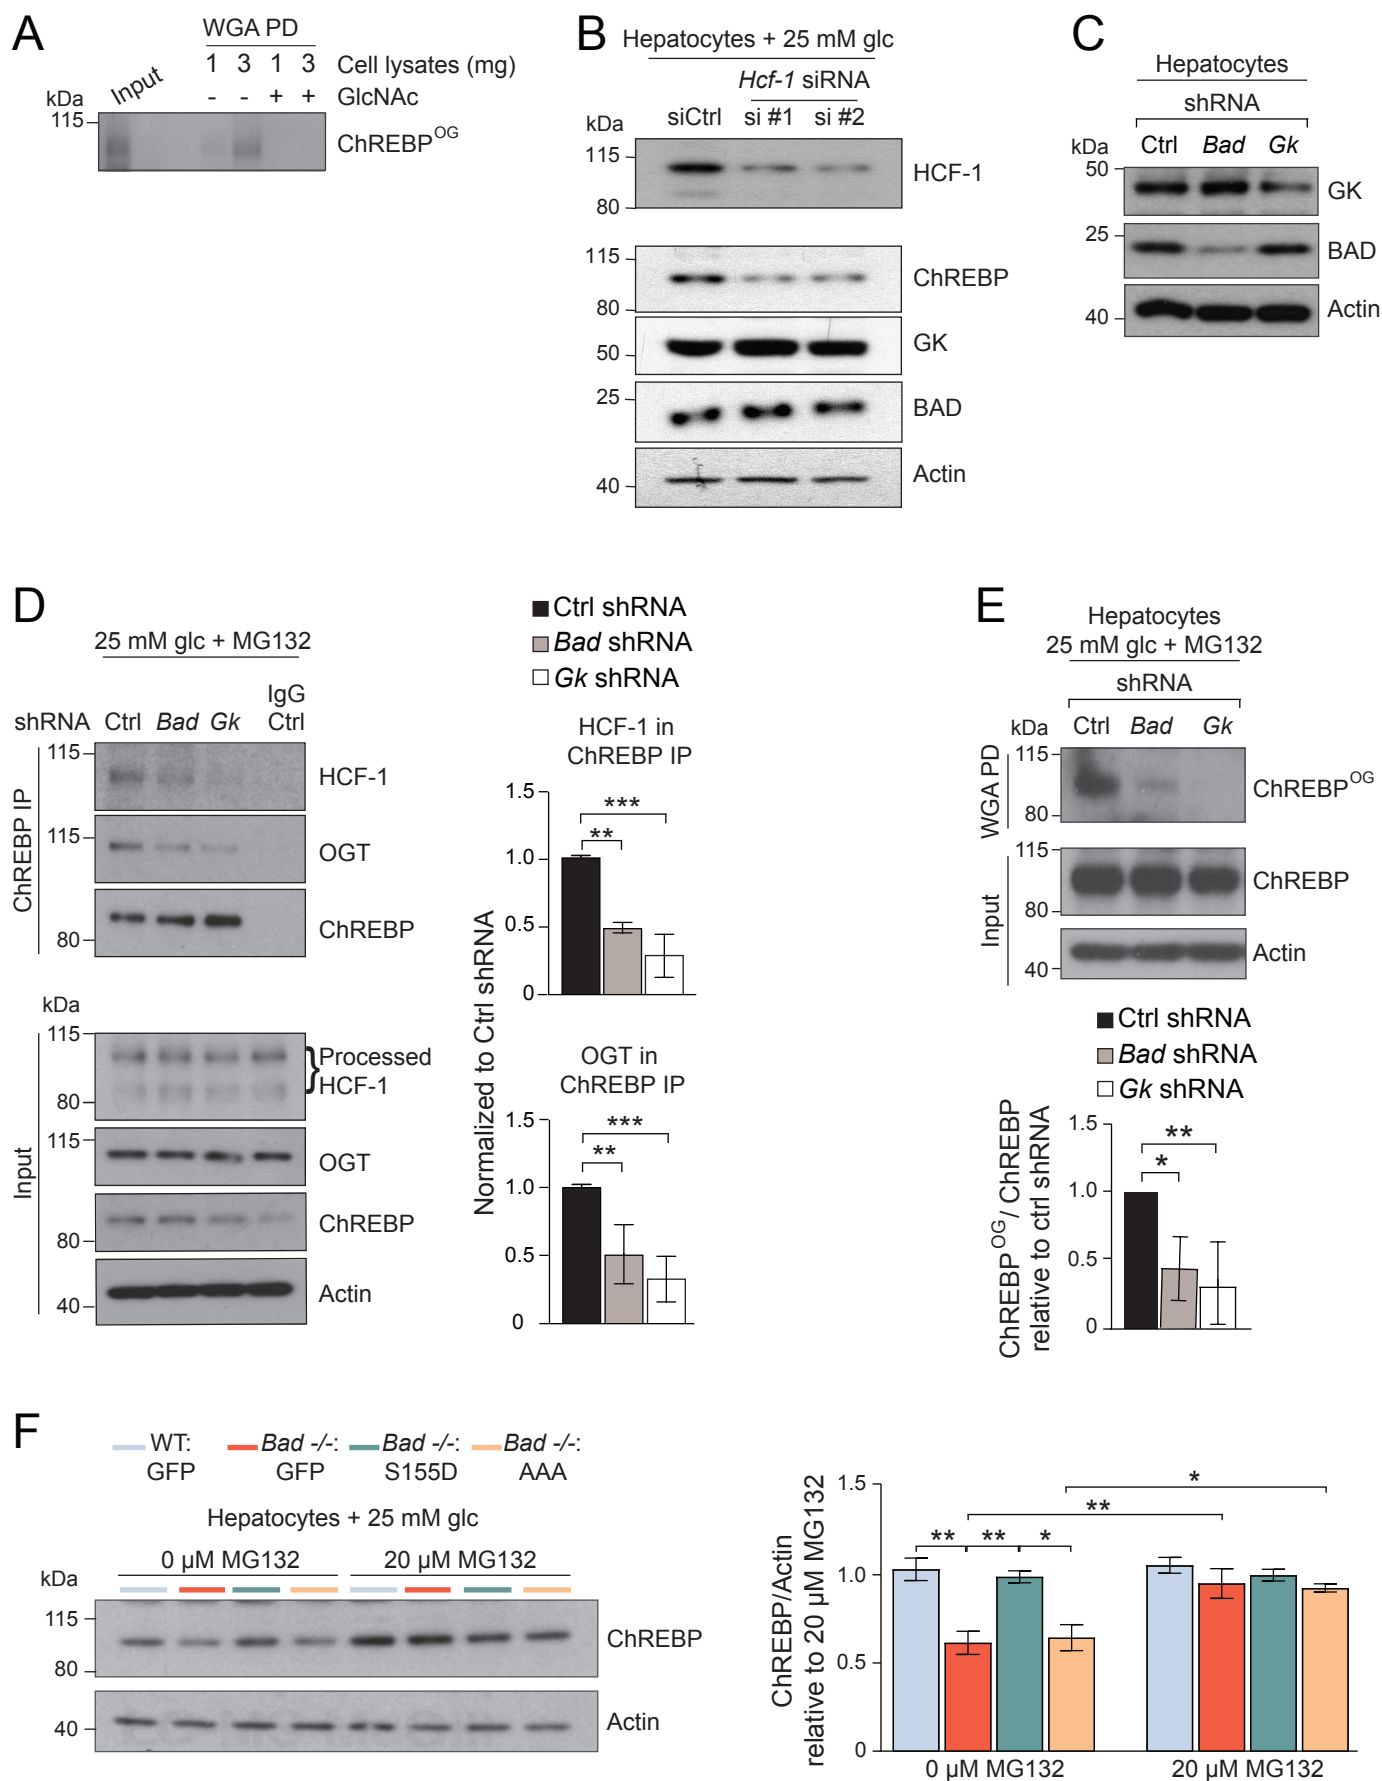 A
WGA PD
1 3 1 3 Cell lysates (mg)
Input - - + + GlcNAc
kDa
115
ChREBP^OG
B
Hepatocytes + 25 mM glc
Hcf-1 siRNA
kDa siCtrl si #1 si #2
115
HCF-1
80
115
ChREBP
80
GK
50
25
BAD
Actin
40
C
Hepatocytes
shRNA
kDa Ctrl Bad Gk
50
GK
25
BAD
Actin
40
D
25 mM glc + MG132
shRNA Ctrl Bad Gk IgG Ctrl
ChREBP IP
115
HCF-1
115
OGT
ChREBP
80
kDa
Input
115
Processed
HCF-1
80
115
OGT
ChREBP
80
Actin
40
Ctrl shRNA
Bad shRNA
Gk shRNA
Normalized to Ctrl shRNA
HCF-1 in
ChREBP IP
1.5
***
**
1.0
0.5
0
OGT in
ChREBP IP
1.5
***
**
1.0
0.5
0
E
Hepatocytes
25 mM glc + MG132
shRNA
kDa Ctrl Bad Gk
WGA PD
115
ChREBP^OG
80
Input
115
ChREBP
80
Actin
40
Ctrl shRNA
Bad shRNA
Gk shRNA
ChREBP^OG / ChREBP
relative to ctrl shRNA
1.5
**
*
1.0
0.5
0
F
WT: Bad -/-: Bad -/-: Bad -/-:
GFP GFP S155D AAA
Hepatocytes + 25 mM glc
0 µM MG132 20 µM MG132
kDa
115
ChREBP
80
40
Actin
ChREBP/Actin
relative to 20 µM MG132
1.5
*
**
** ** *
1.0
0.5
0
0 µM MG132 20 µM MG132